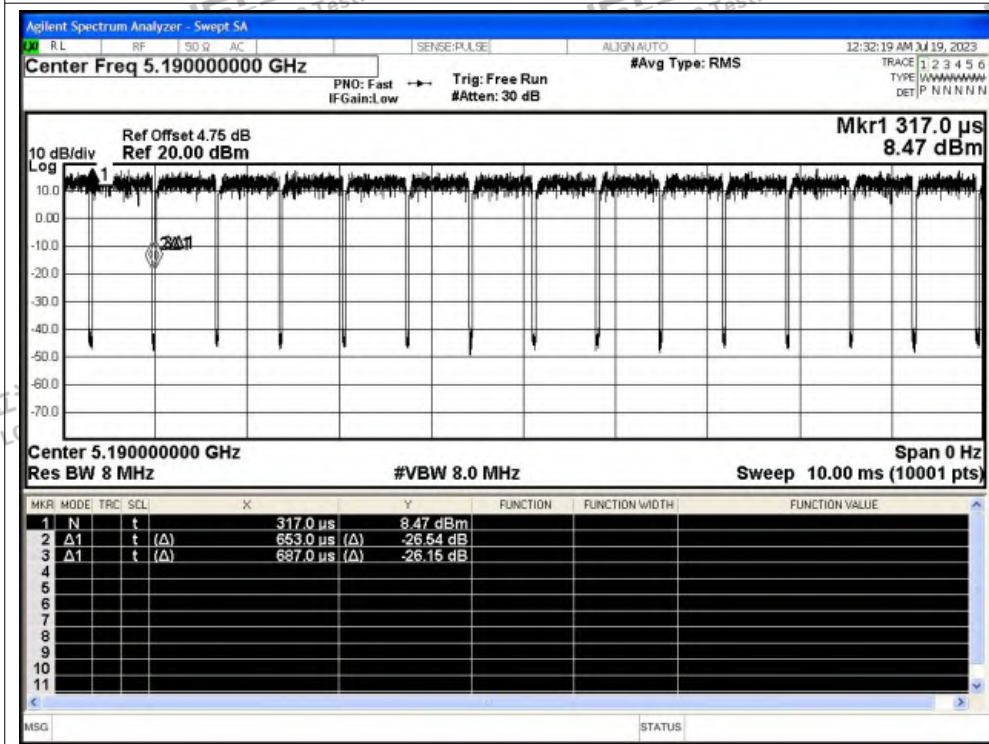 Agilent Spectrum Analyzer - Swept SA
RL RF 50 Ω AC SENSE:PULSE ALIGN AUTO 12:32:19 AM Jul 19, 2023
Center Freq 5.190000000 GHz #Avg Type: RMS TRACE 1 2 3 4 5 6
PNO: Fast Trig: Free Run TYPE WWWWWW
IFGain:Low #Atten: 30 dB DET P N N N N N
Mkr1 317.0 µs
Ref Offset 4.75 dB
10 dB/div Ref 20.00 dBm 8.47 dBm
Log
1
10.0
0.00
-10.0
-20.0
-30.0
-40.0
-50.0
-60.0
-70.0
Center 5.190000000 GHz Span 0 Hz
Res BW 8 MHz #VBW 8.0 MHz Sweep 10.00 ms (10001 pts)
MKR MODE TRC SCL X Y FUNCTION FUNCTION WIDTH FUNCTION VALUE
1 N t 317.0 µs 8.47 dBm
2 Δ1 t (Δ) 653.0 µs (Δ) -26.54 dB
3 Δ1 t (Δ) 687.0 µs (Δ) -26.15 dB
4
5
6
7
8
9
10
11
MSG STATUS